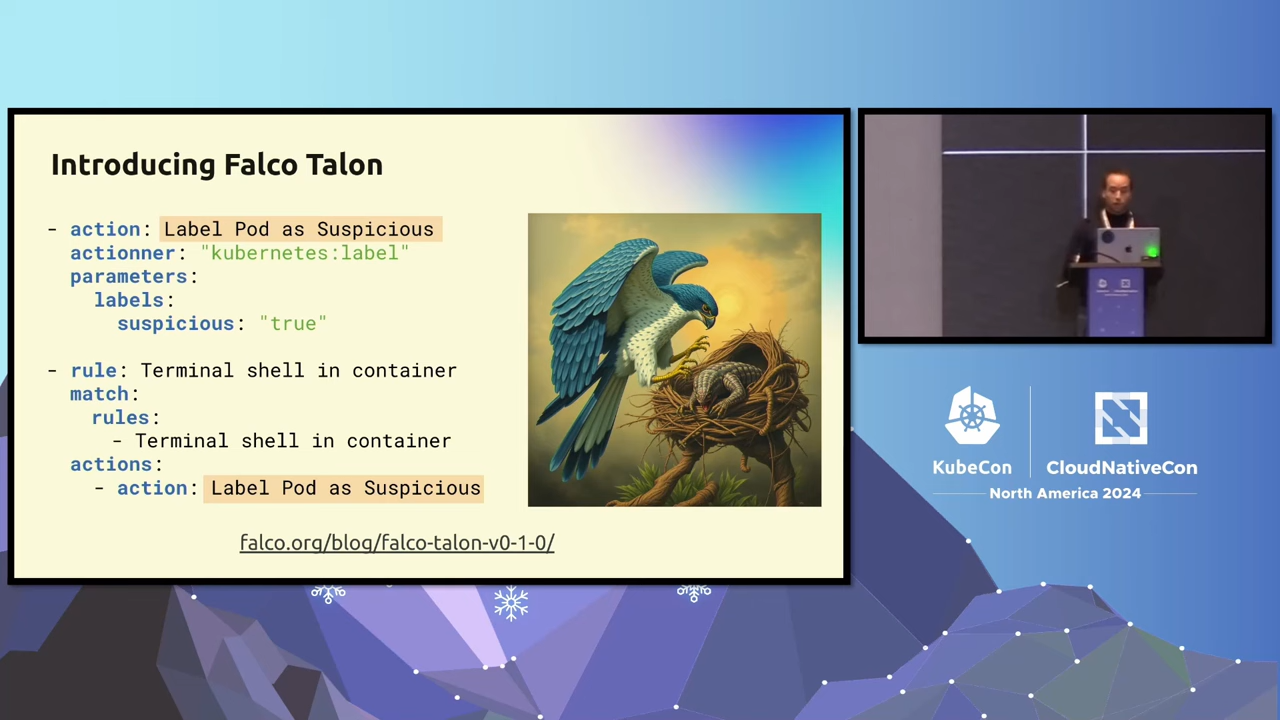 Introducing Falco Talon
- action: Label Pod as Suspicious
actionner: "kubernetes:label"
parameters:
labels:
suspicious: "true"
- rule: Terminal shell in container
match:
rules:
- Terminal shell in container
actions:
- action: Label Pod as Suspicious
falco.org/blog/falco-talon-v0-1-0/
KubeCon
CloudNativeCon
North America 2024